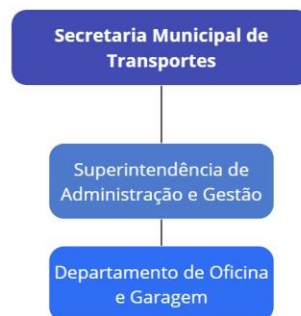 Secretaria Municipal de
Transportes
Superintendência de
Administração e Gestão
Departamento de Oficina
e Garagem